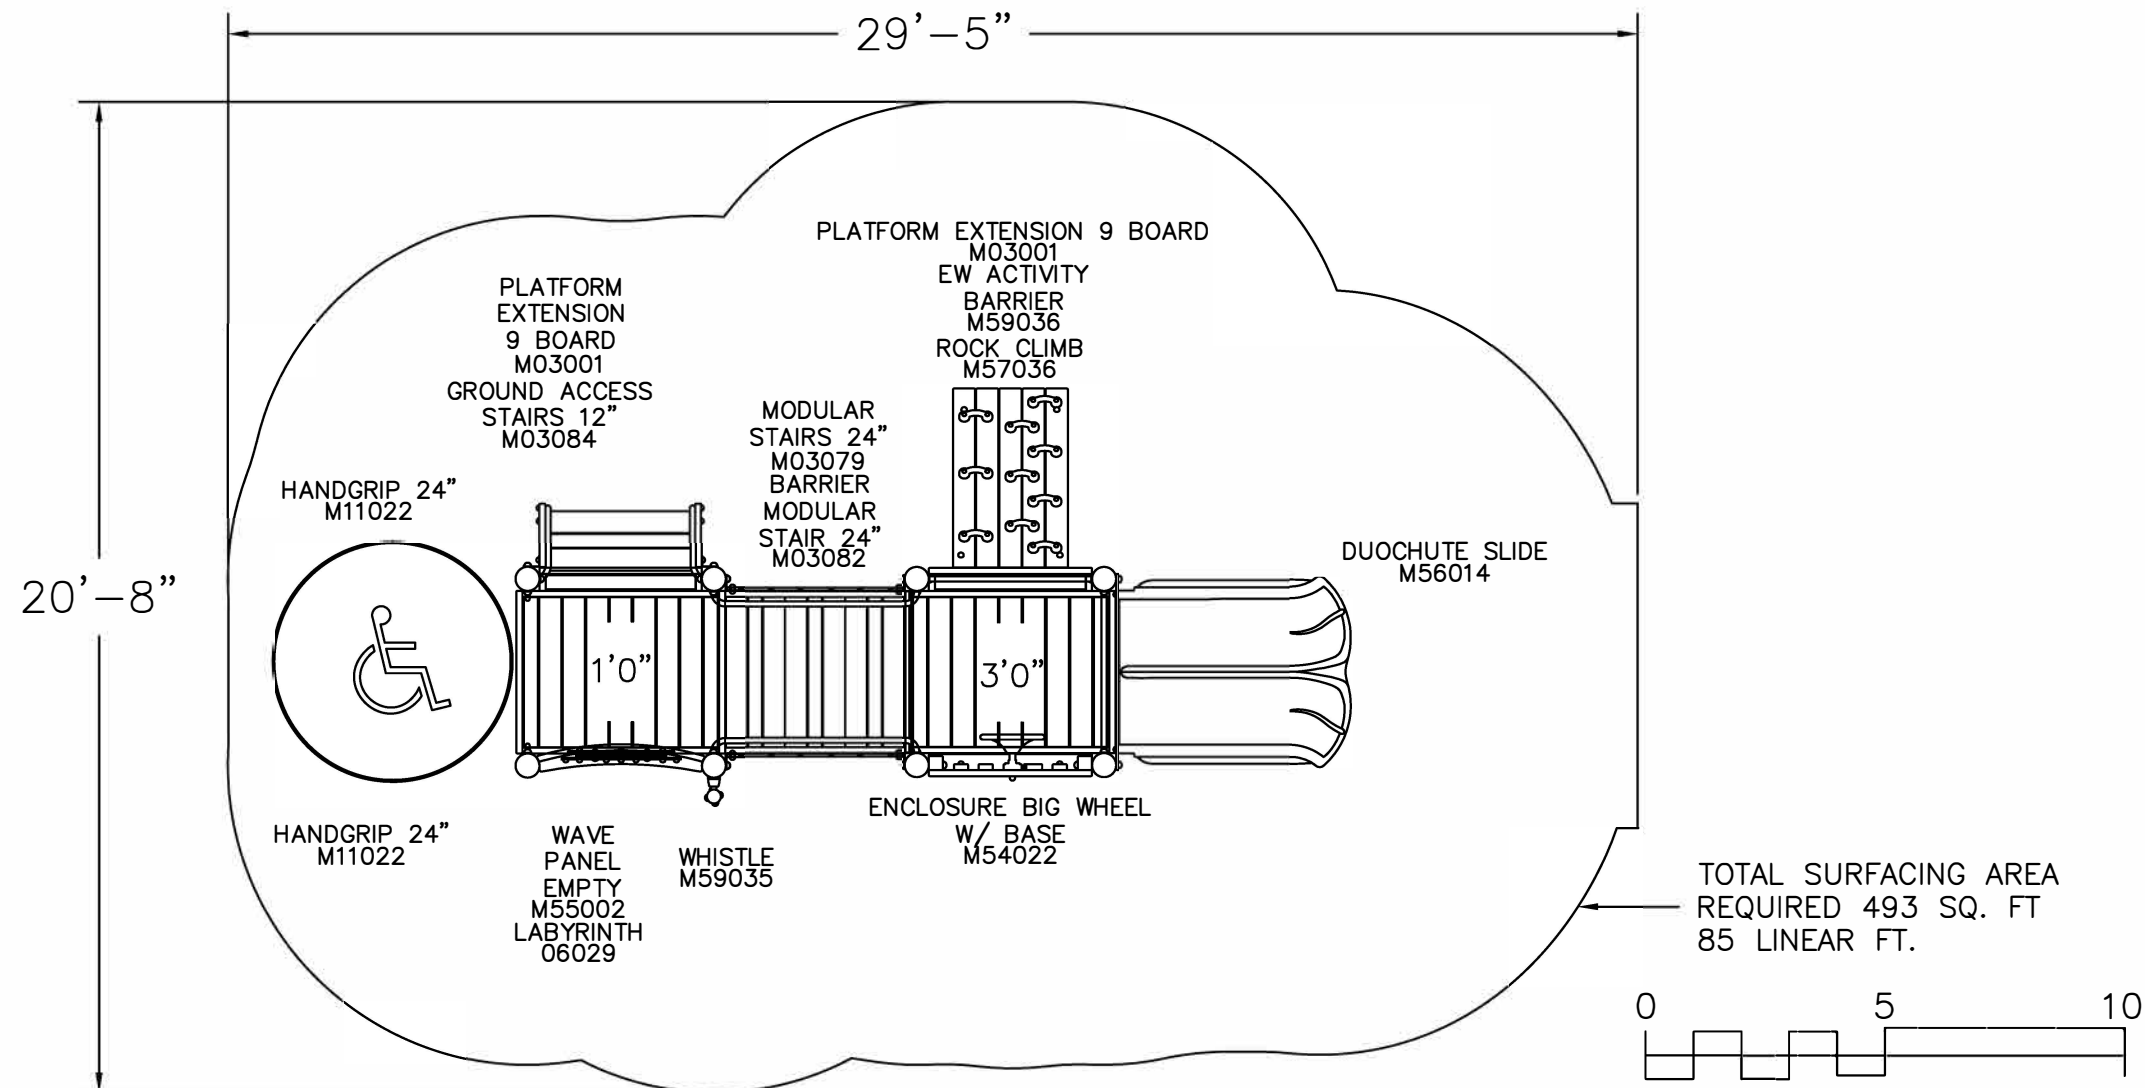 29'-5"
20'-8"
PLATFORM EXTENSION 9 BOARD
M03001
EW ACTIVITY
BARRIER
M59036
ROCK CLIMB
M57036
PLATFORM
EXTENSION
9 BOARD
M03001
GROUND ACCESS
STAIRS 12"
M03084
MODULAR
STAIRS 24"
M03079
BARRIER
MODULAR
STAIR 24"
M03082
HANDGRIP 24"
M11022
DUOCHUTE SLIDE
M56014
1'0"
3'0"
HANDGRIP 24"
M11022
WAVE
PANEL
EMPTY
M55002
LABYRINTH
06029
WHISTLE
M59035
ENCLOSURE BIG WHEEL
W/ BASE
M54022
TOTAL SURFACING AREA
REQUIRED 493 SQ. FT
85 LINEAR FT.
0 5 10